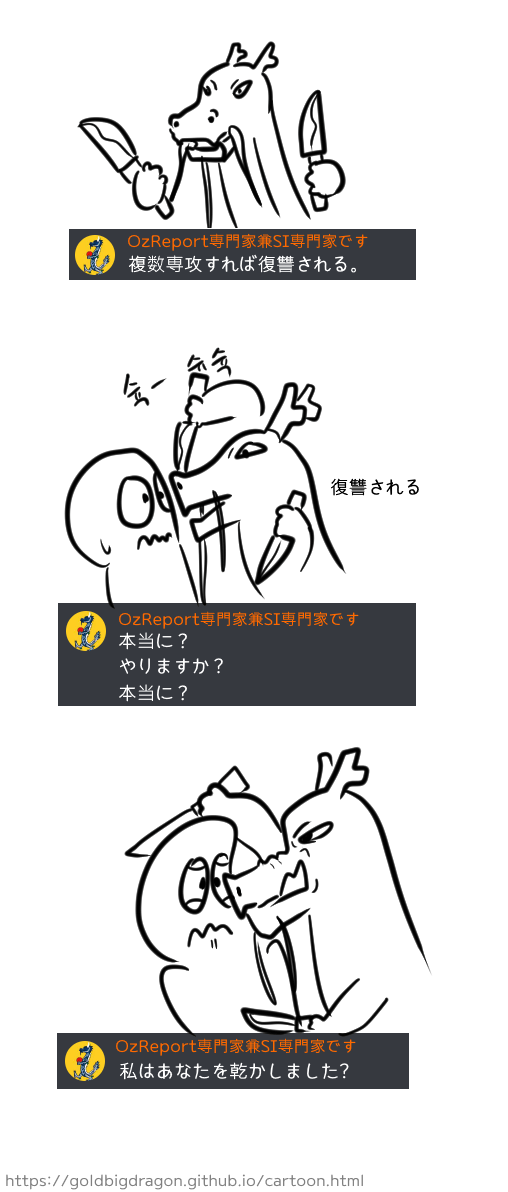 OzReport専門家兼SI専門家です
複数専攻すれば復讐される。
슉ー
슈슉
復讐される
OzReport専門家兼SI専門家です
本当に？
やりますか？
本当に？
OzReport専門家兼SI専門家です
私はあなたを乾かしました?
https://goldbigdragon.github.io/cartoon.html